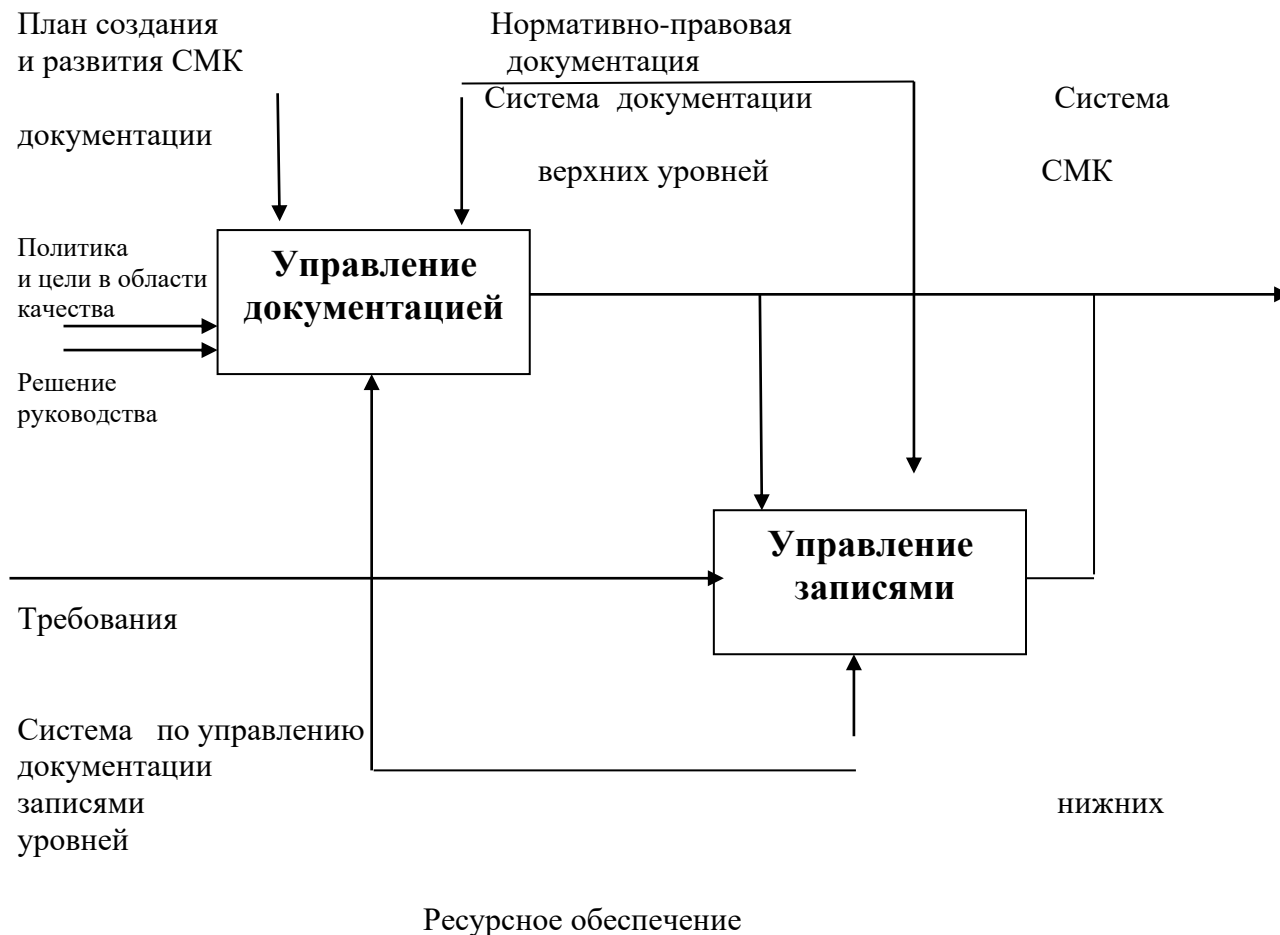 План создания Нормативно-правовая
и развития СМК документация
Система документации Система
документации
верхних уровней СМК
Политика
и цели в области
качества
Управление
документацией
Решение
руководства
Управление
записями
Требования
Система по управлению
документации
записями нижних
уровней
Ресурсное обеспечение